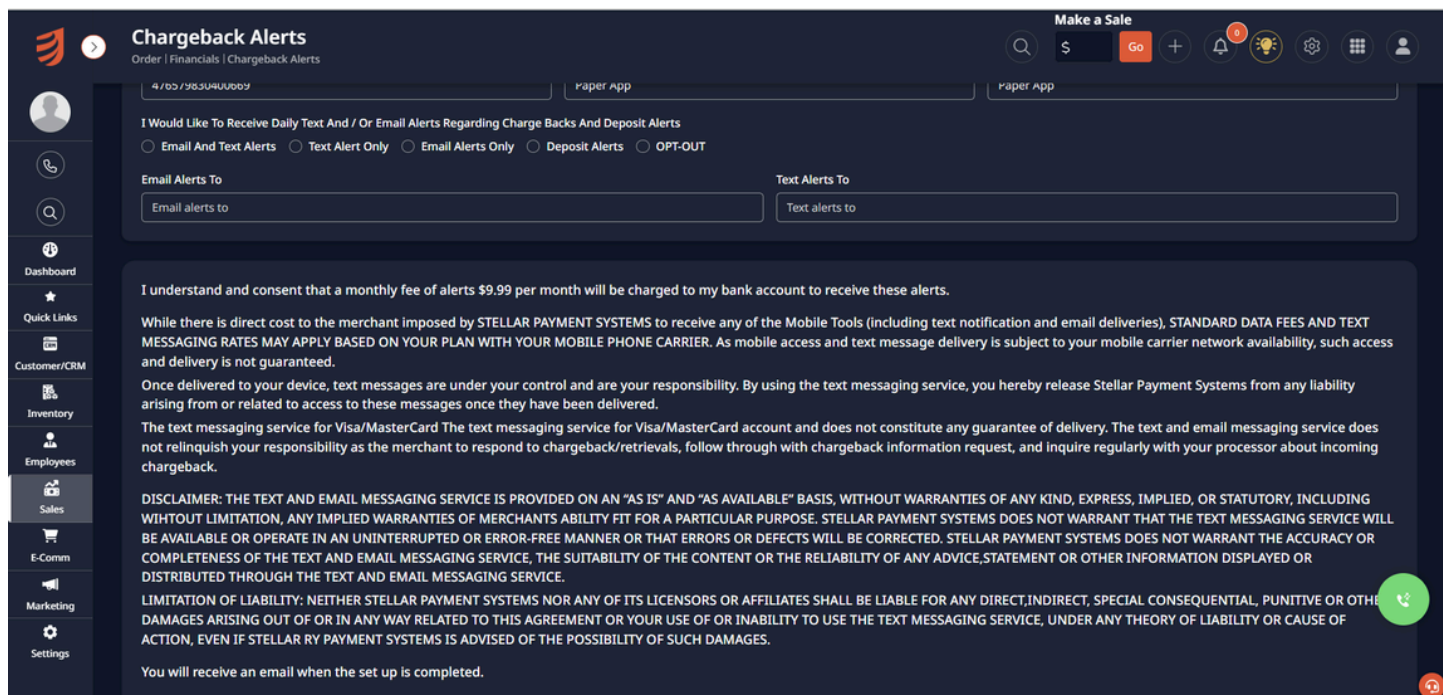 Make a Sale
Chargeback Alerts
Order | Financials | Chargeback Alerts
$
Go
0
476579830400669
Paper App
Paper App
I Would Like To Receive Daily Text And / Or Email Alerts Regarding Charge Backs And Deposit Alerts
Email And Text Alerts
Text Alert Only
Email Alerts Only
Deposit Alerts
OPT-OUT
Email Alerts To
Text Alerts To
Email alerts to
Text alerts to
Dashboard
Quick Links
CRM
Customer/CRM
Inventory
Employees
Sales
E-Comm
Marketing
Settings
I understand and consent that a monthly fee of alerts $9.99 per month will be charged to my bank account to receive these alerts.
While there is direct cost to the merchant imposed by STELLAR PAYMENT SYSTEMS to receive any of the Mobile Tools (including text notification and email deliveries), STANDARD DATA FEES AND TEXT
MESSAGING RATES MAY APPLY BASED ON YOUR PLAN WITH YOUR MOBILE PHONE CARRIER. As mobile access and text message delivery is subject to your mobile carrier network availability, such access
and delivery is not guaranteed.
Once delivered to your device, text messages are under your control and are your responsibility. By using the text messaging service, you hereby release Stellar Payment Systems from any liability
arising from or related to access to these messages once they have been delivered.
The text messaging service for Visa/MasterCard The text messaging service for Visa/MasterCard account and does not constitute any guarantee of delivery. The text and email messaging service does
not relinquish your responsibility as the merchant to respond to chargeback/retrievals, follow through with chargeback information request, and inquire regularly with your processor about incoming
chargeback.
DISCLAIMER: THE TEXT AND EMAIL MESSAGING SERVICE IS PROVIDED ON AN “AS IS” AND “AS AVAILABLE” BASIS, WITHOUT WARRANTIES OF ANY KIND, EXPRESS, IMPLIED, OR STATUTORY, INCLUDING
WIHTOUT LIMITATION, ANY IMPLIED WARRANTIES OF MERCHANTS ABILITY FIT FOR A PARTICULAR PURPOSE. STELLAR PAYMENT SYSTEMS DOES NOT WARRANT THAT THE TEXT MESSAGING SERVICE WILL
BE AVAILABLE OR OPERATE IN AN UNINTERRUPTED OR ERROR-FREE MANNER OR THAT ERRORS OR DEFECTS WILL BE CORRECTED. STELLAR PAYMENT SYSTEMS DOES NOT WARRANT THE ACCURACY OR
COMPLETENESS OF THE TEXT AND EMAIL MESSAGING SERVICE, THE SUITABILITY OF THE CONTENT OR THE RELIABILITY OF ANY ADVICE,STATEMENT OR OTHER INFORMATION DISPLAYED OR
DISTRIBUTED THROUGH THE TEXT AND EMAIL MESSAGING SERVICE.
LIMITATION OF LIABILITY: NEITHER STELLAR PAYMENT SYSTEMS NOR ANY OF ITS LICENSORS OR AFFILIATES SHALL BE LIABLE FOR ANY DIRECT,INDIRECT, SPECIAL CONSEQUENTIAL, PUNITIVE OR OTHE
DAMAGES ARISING OUT OF OR IN ANY WAY RELATED TO THIS AGREEMENT OR YOUR USE OF OR INABILITY TO USE THE TEXT MESSAGING SERVICE, UNDER ANY THEORY OF LIABILITY OR CAUSE OF
ACTION, EVEN IF STELLAR RY PAYMENT SYSTEMS IS ADVISED OF THE POSSIBILITY OF SUCH DAMAGES.
You will receive an email when the set up is completed.